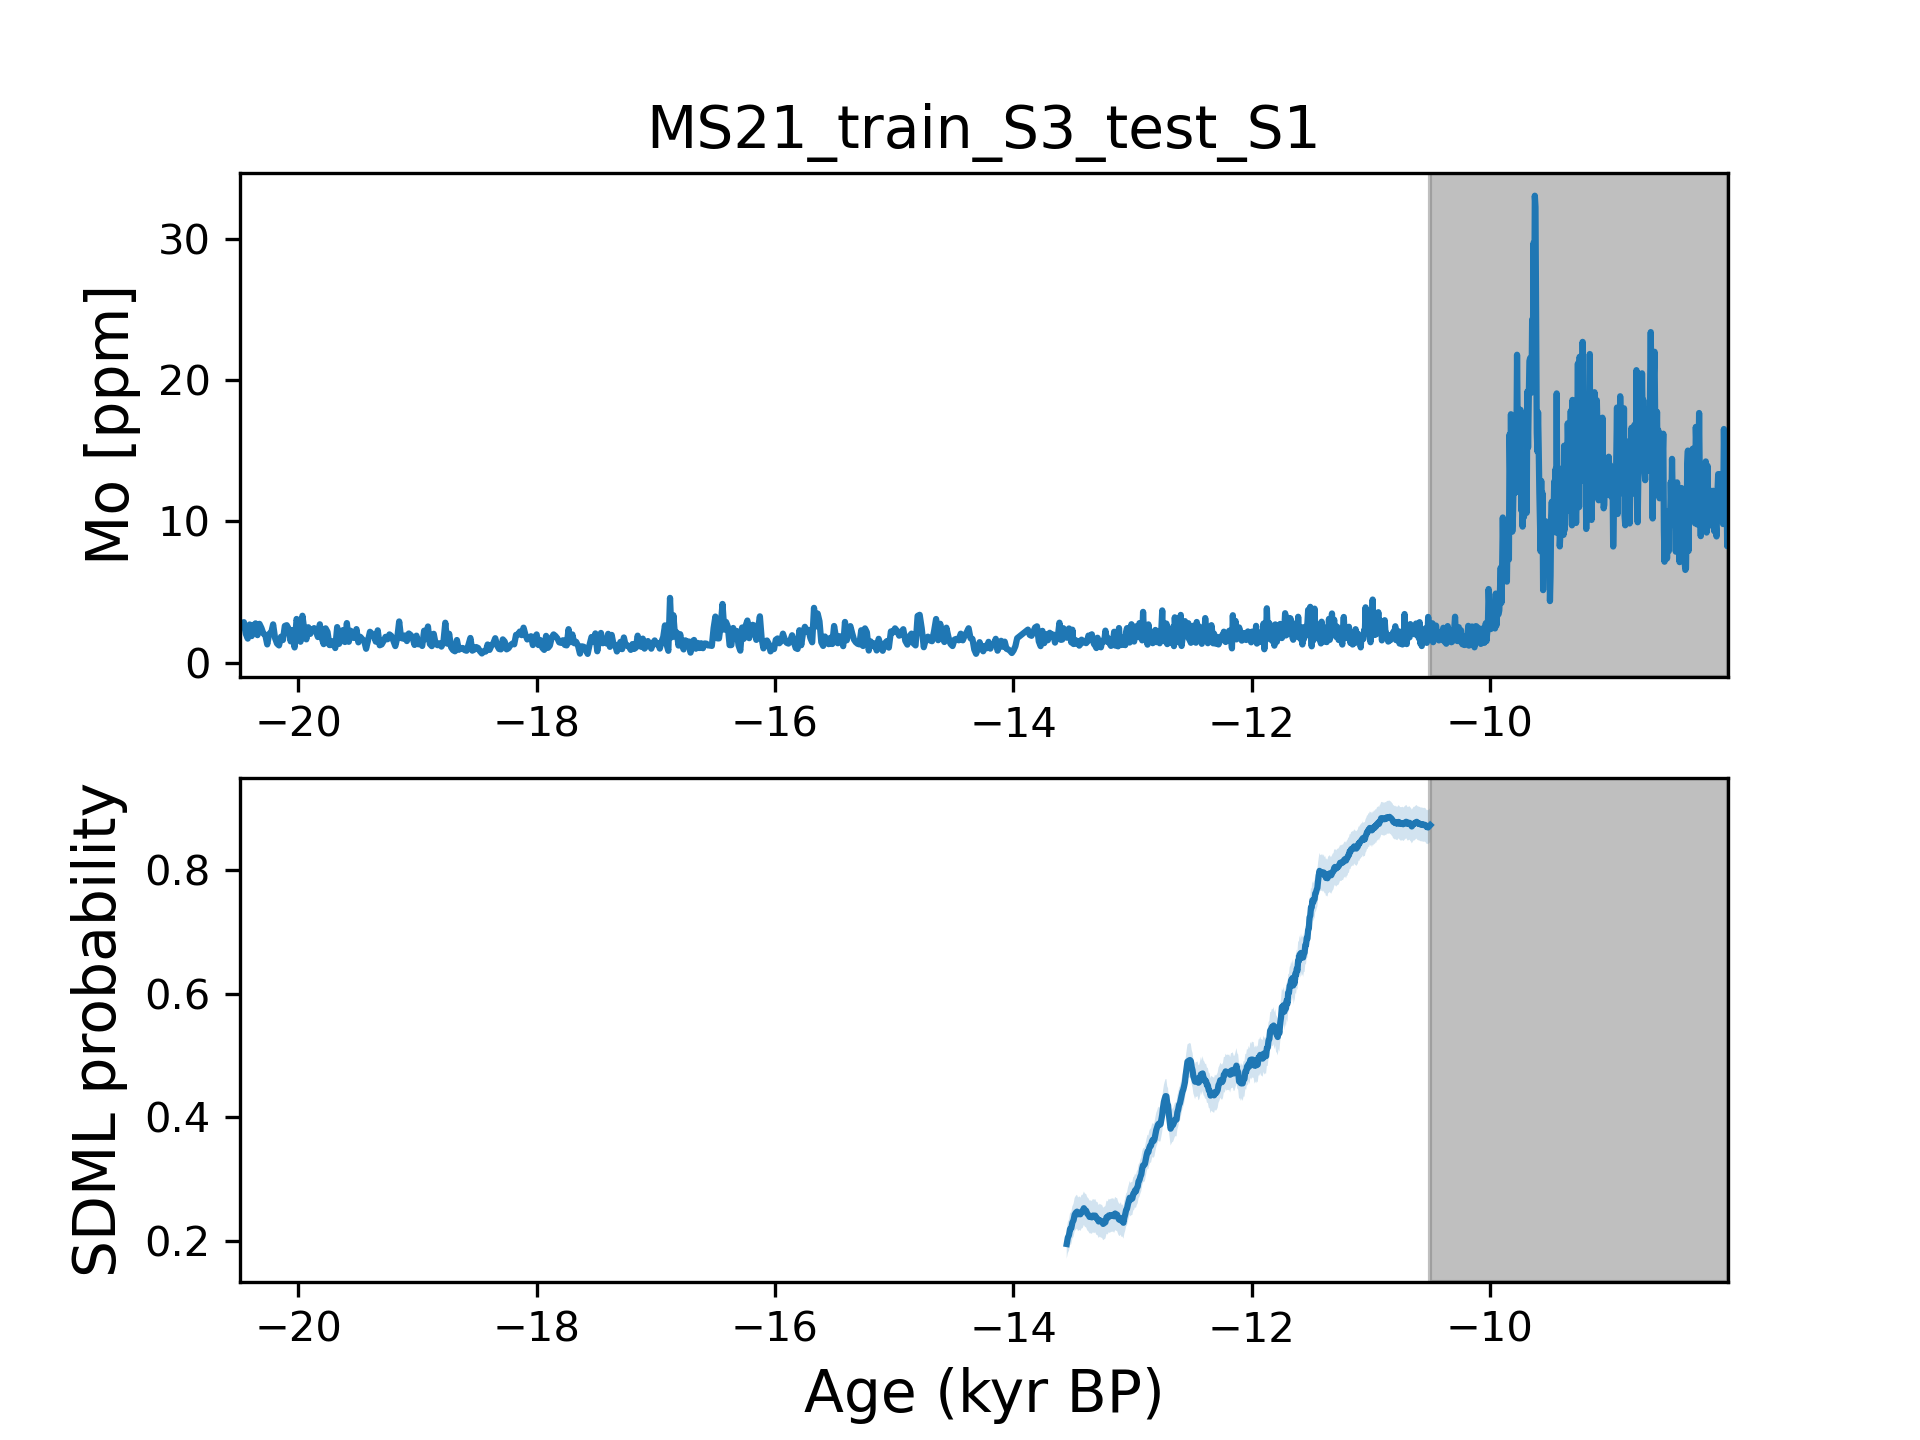 MS21_train_S3_test_S1
Mo [ppm]
30
20
10
0
−20 −18 −16 −14 −12 −10
SDML probability
0.8
0.6
0.4
0.2
−20 −18 −16 −14 −12 −10
Age (kyr BP)